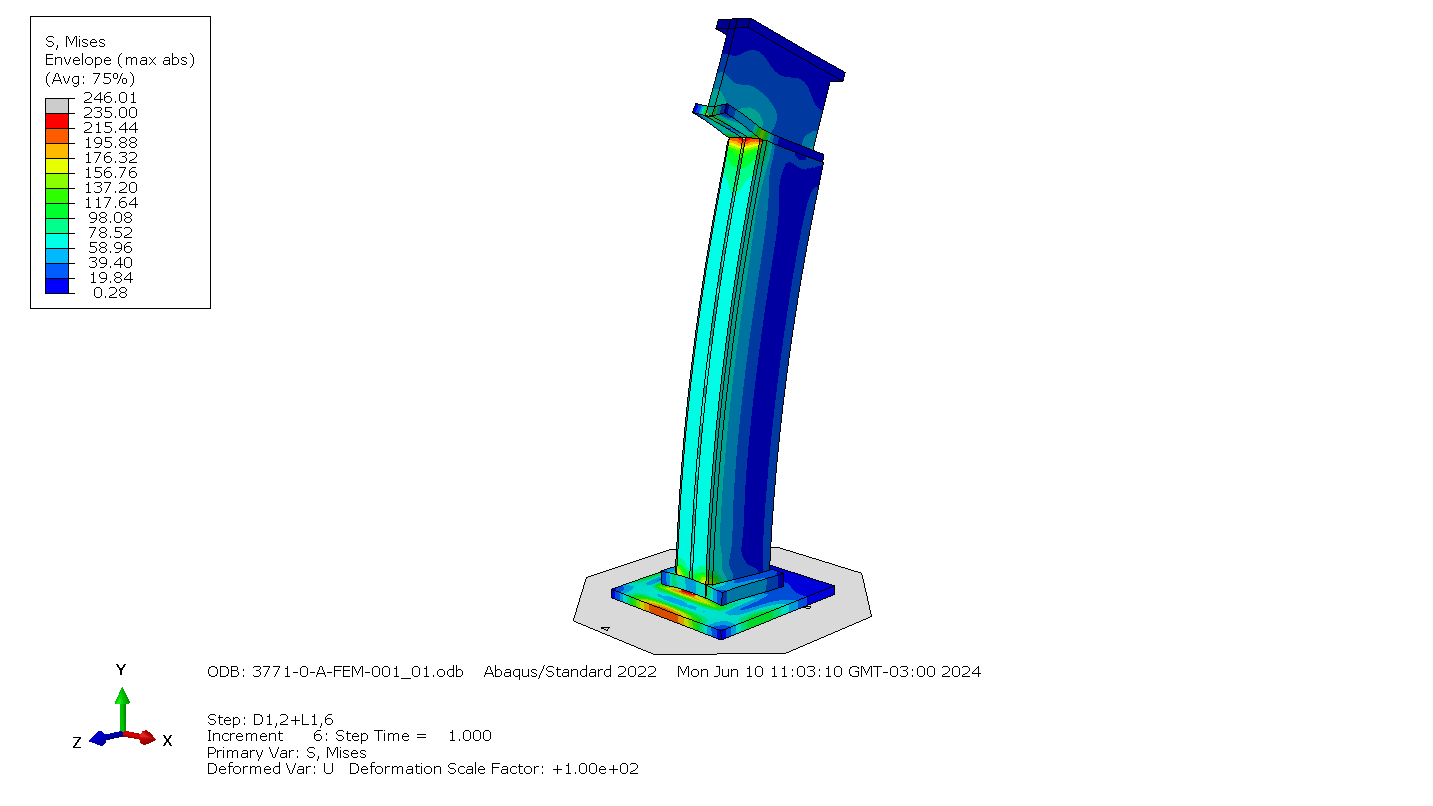 S, Mises
Envelope (max abs)
(Avg: 75%)
246.01
235.00
215.44
195.88
176.32
156.76
137.20
117.64
98.08
78.52
58.96
39.40
19.84
0.28
Y
Z
X
ODB: 3771-0-A-FEM-001_01.odb Abaqus/Standard 2022 Mon Jun 10 11:03:10 GMT-03:00 2024
Step: D1,2+L1,6
Increment 6: Step Time = 1.000
Primary Var: S, Mises
Deformed Var: U Deformation Scale Factor: +1.00e+02